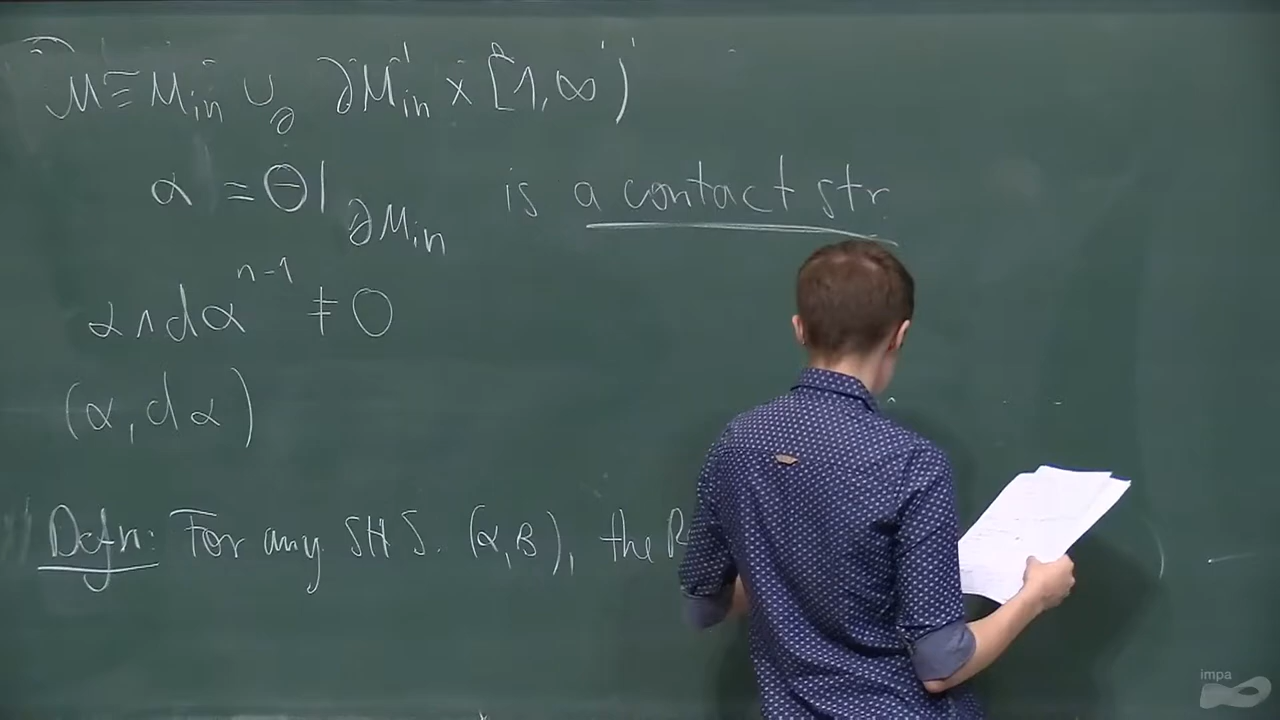 M̂ ≡ M_in ∪_∂ ∂M_in × [1,∞)
α = Θ|_∂M_in is a contact str.
α∧dα^{n-1} ≠ 0
(α, dα)
Defn: For any SHS. (α,β), the R
impa